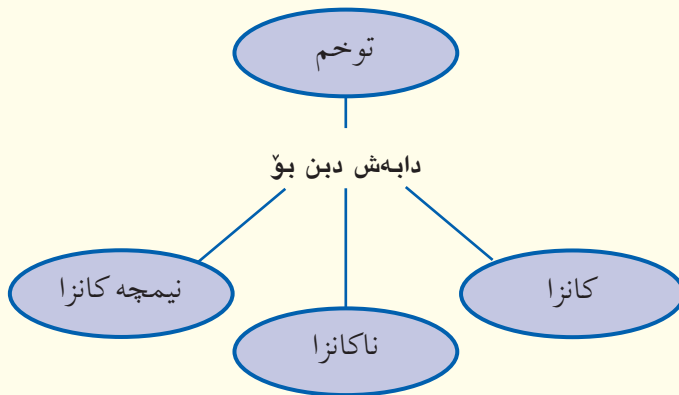 توخم
دابەش دبن بۆ
کانزا
نیمچە کانزا
ناکانزا